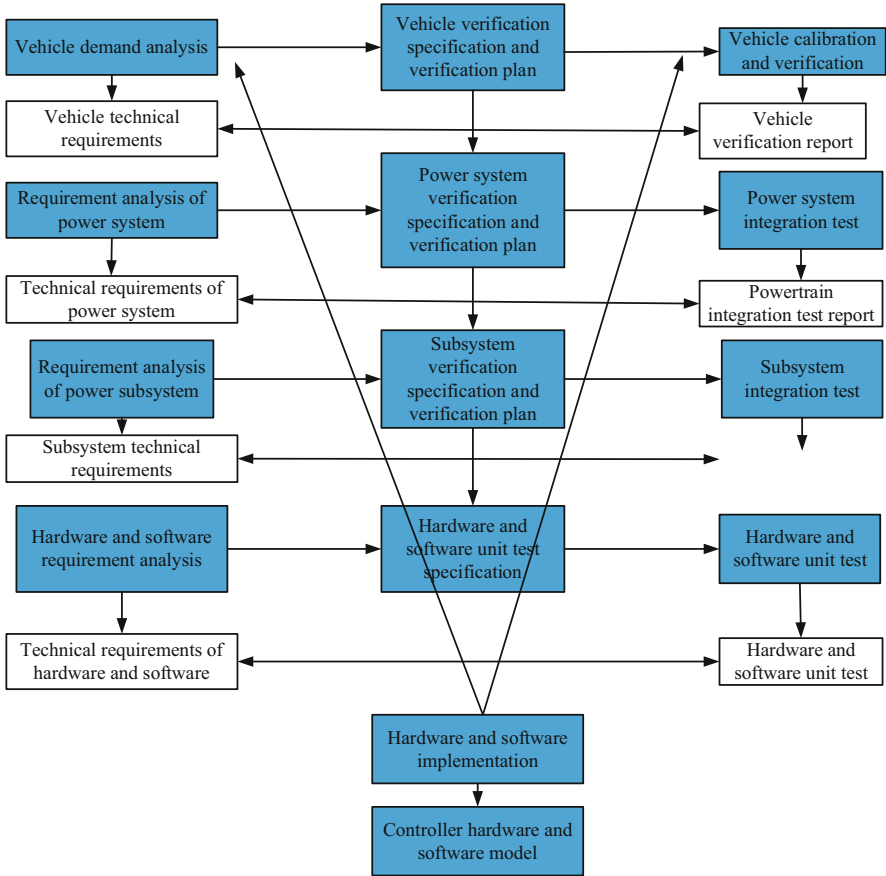 Vehicle demand analysis
Vehicle verification
specification and
verification plan
Vehicle calibration
and verification
Vehicle technical
requirements
Vehicle
verification report
Requirement analysis of
power system
Power system
verification
specification and
verification plan
Power system
integration test
Technical requirements of
power system
Powertrain
integration test report
Requirement analysis
of power subsystem
Subsystem
verification
specification and
verification plan
Subsystem
integration test
Subsystem technical
requirements
Hardware and software
requirement analysis
Hardware and
software unit test
specification
Hardware and
software unit test
Technical requirements of
hardware and software
Hardware and
software unit test
Hardware and software
implementation
Controller hardware and
software model